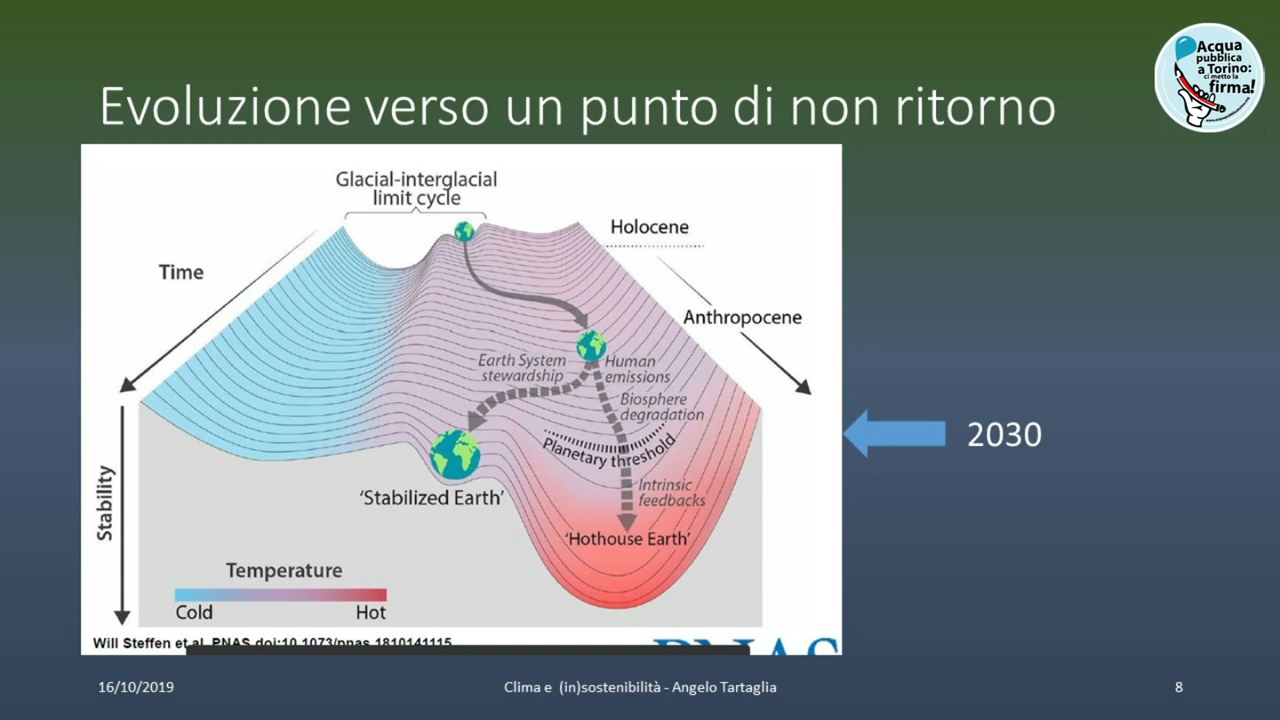 Acqua
pubblica
a Torino:
ci metto la
firma!
Evoluzione verso un punto di non ritorno
Glacial-interglacial
limit cycle
Holocene
Time
Anthropocene
Earth System
stewardship
Human
emissions
Biosphere
degradation
Planetary threshold
2030
Stability
'Stabilized Earth'
Intrinsic
feedbacks
'Hothouse Earth'
Temperature
Cold
Hot
Will Steffen et al. PNAS doi:10.1073/pnas.1810141115
PNAS
16/10/2019
Clima e (in)sostenibilità - Angelo Tartaglia
8